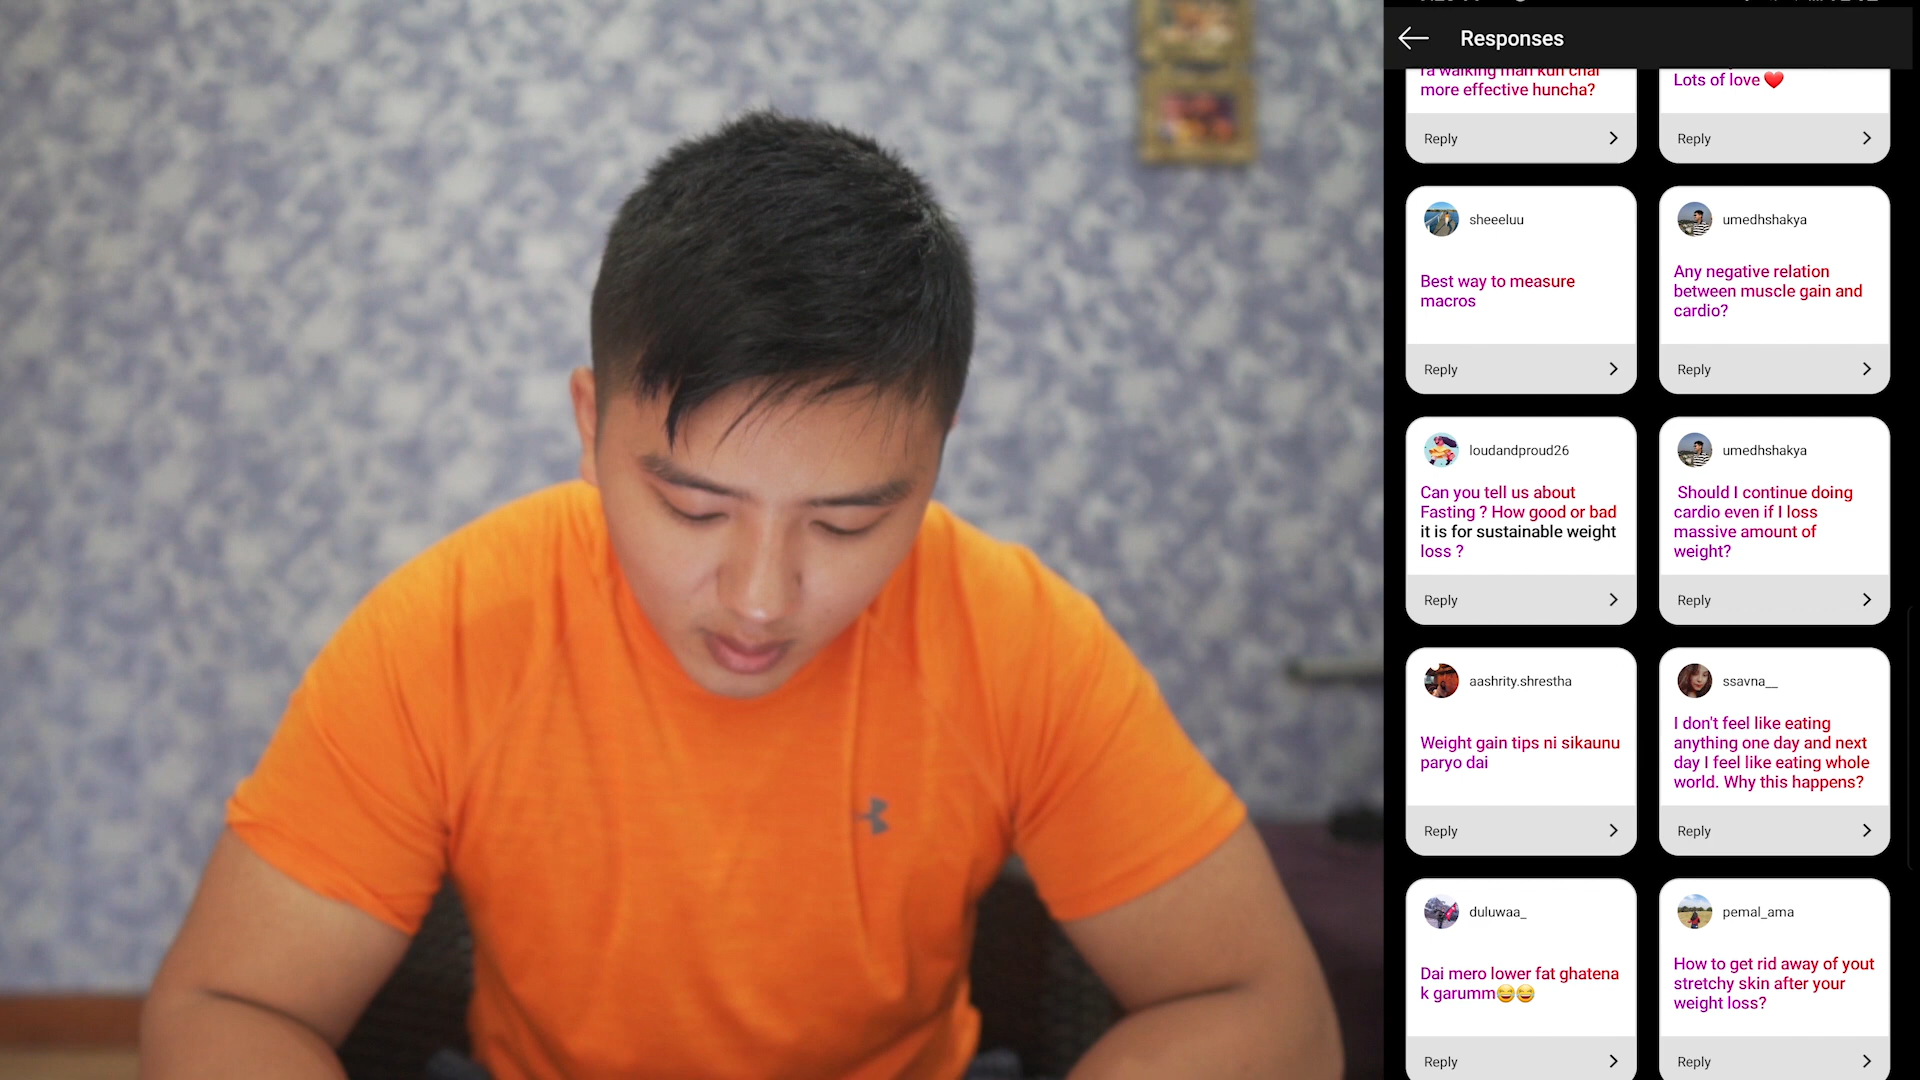 Responses
ra walking man kun chai
more effective huncha?
Reply
Lots of love ❤️
Reply
sheeeluu
Best way to measure
macros
Reply
umedhshakya
Any negative relation
between muscle gain and
cardio?
Reply
loudandproud26
Can you tell us about
Fasting ? How good or bad
it is for sustainable weight
loss ?
Reply
umedhshakya
Should I continue doing
cardio even if I loss
massive amount of
weight?
Reply
aashrity.shrestha
Weight gain tips ni sikaunu
paryo dai
Reply
ssavna__
I don't feel like eating
anything one day and next
day I feel like eating whole
world. Why this happens?
Reply
duluwaa_
Dai mero lower fat ghatena
k garumm😂😂
Reply
pemal_ama
How to get rid away of yout
stretchy skin after your
weight loss?
Reply